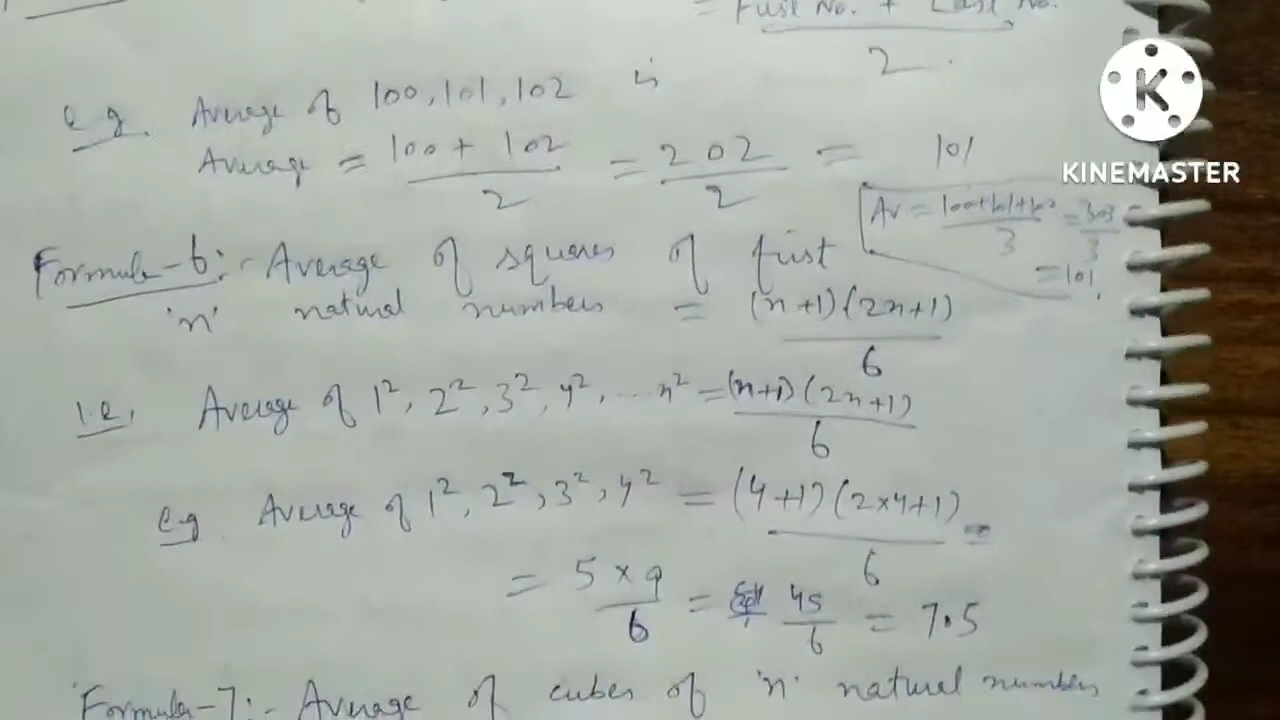 = First No. + Last No.
2
e.g. Average of 100, 101, 102 is
Average = 100 + 102 / 2 = 202 / 2 = 101
Av = 100+101+102 / 3 = 303 / 3
= 101.
Formula-6:- Average of squares of first
'n' natural numbers = (n+1)(2n+1) / 6
i.e. Average of 1², 2², 3², 4², ... n² = (n+1)(2n+1) / 6
e.g Average of 1², 2², 3², 4² = (4+1)(2×4+1) / 6 =
= 5 × 9 / 6 = 45 / 6 = 7.5
Formula-7:- Average of cubes of 'n' natural numbers
K
KINEMASTER